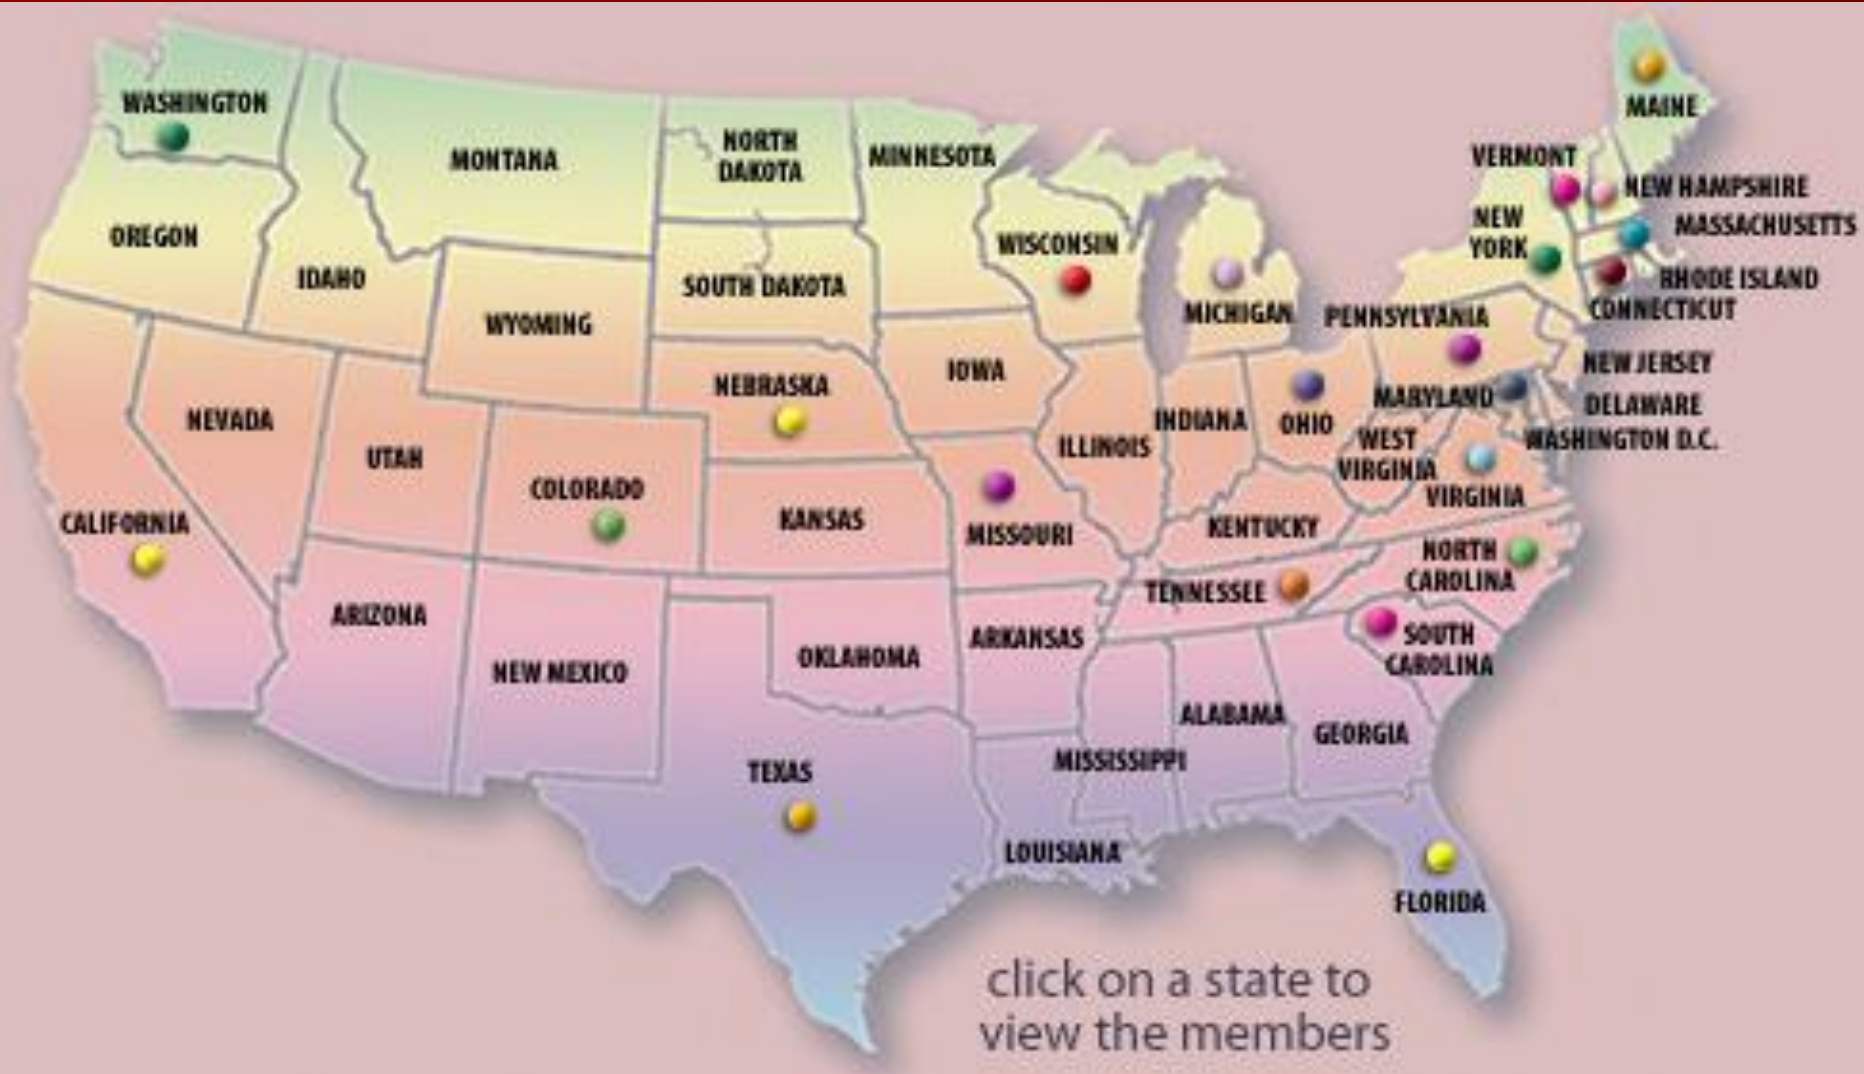 WASHINGTON
MAINE
NORTH
DAKOTA
MONTANA
MINNESOTA
VERMONT
NEW HAMPSHIRE
NEW
YORK
MASSACHUSETTS
OREGON
WISCONSIN
IDAHO
SOUTH DAKOTA
RHODE ISLAND
CONNECTICUT
MICHIGAN
PENNSYLVANIA
WYOMING
NEW JERSEY
IOWA
NEBRASKA
MARYLAND
DELAWARE
NEVADA
INDIANA
OHIO
WEST
VIRGINIA
WASHINGTON D.C.
ILLINOIS
UTAH
COLORADO
VIRGINIA
CALIFORNIA
KANSAS
MISSOURI
KENTUCKY
NORTH
CAROLINA
TENNESSEE
ARIZONA
ARKANSAS
SOUTH
CAROLINA
OKLAHOMA
NEW MEXICO
ALABAMA
GEORGIA
MISSISSIPPI
TEXAS
LOUISIANA
FLORIDA
click on a state to
view the members